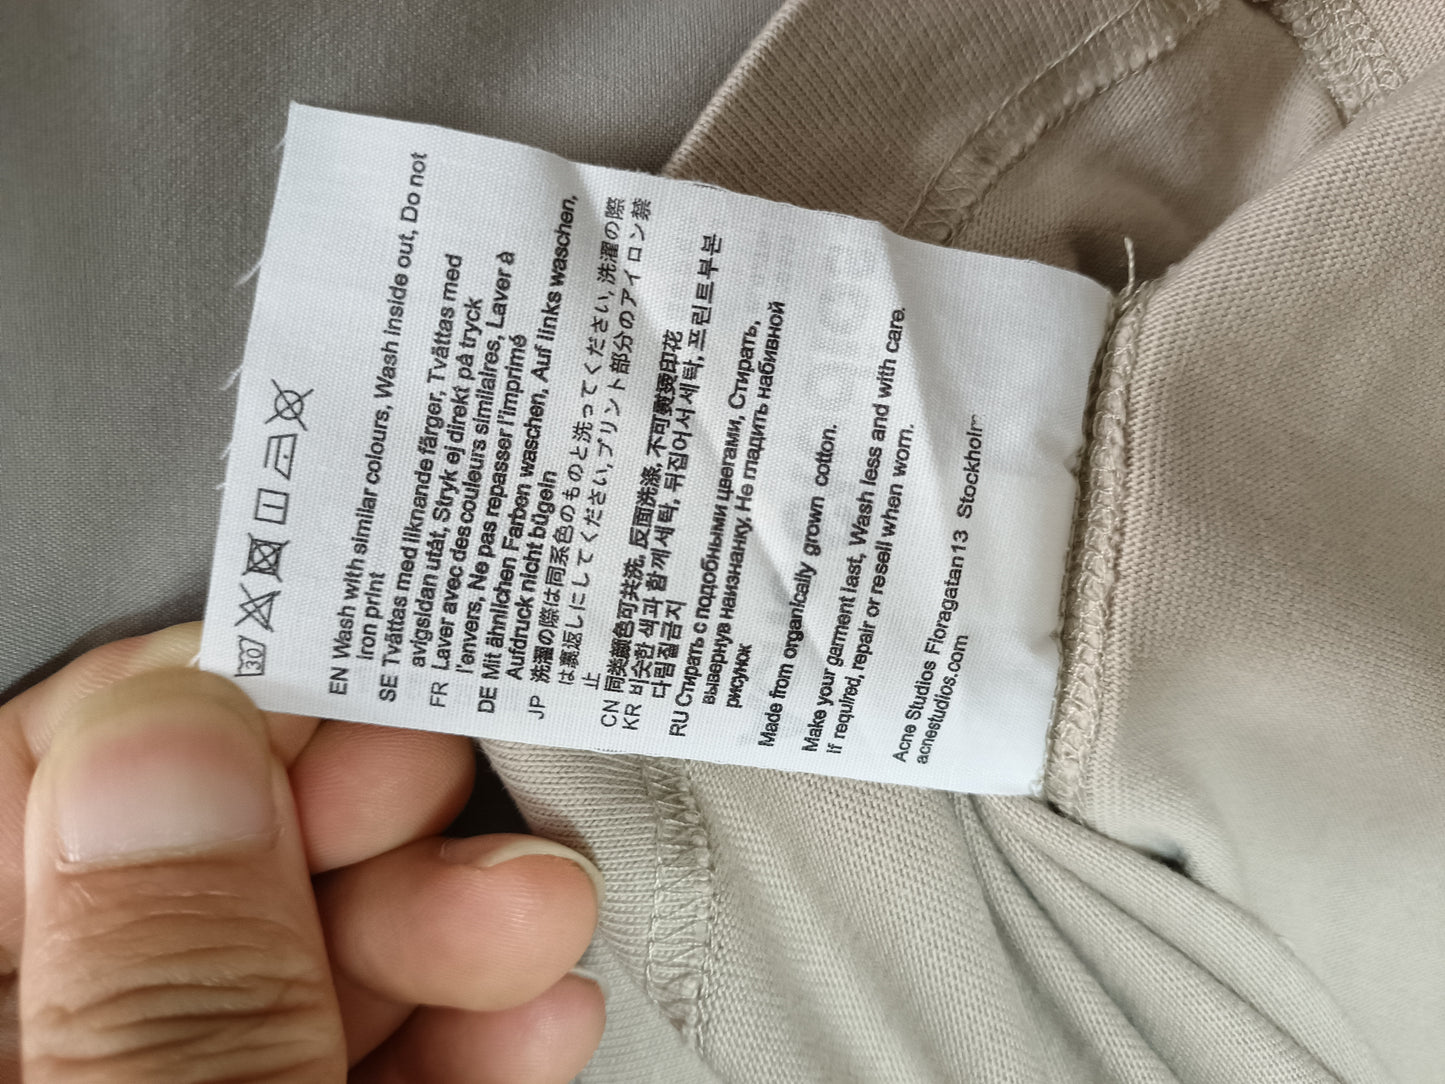 30
EN Wash with similar colours, Wash inside out, Do not
iron print
SE Tvättas med liknande färger, Tvättas med
avigsidan utåt, Stryk ej direkt på tryck
FR Laver avec des couleurs similaires, Laver à
l'envers, Ne pas repasser l'imprimé
DE Mit ähnlichen Farben waschen, Auf links waschen,
Aufdruck nicht bügeln
JP 洗濯の際は同系色のものと洗ってください, 洗濯の際
は裏返しにしてください, プリント部分のアイロン禁
止
CN 同类颜色可共洗, 反面洗涤, 不可熨烫印花
KR 비슷한 색과 함께 세탁, 뒤집어서 세탁, 프린트부분
다림질금지
RU Стирать с подобными цветами, Стирать,
вывернув наизнанку, Не гладить набивной
рисунок
Made from organically grown cotton.
Make your garment last, Wash less and with care.
If required, repair or resell when worn.
Acne Studios Floragatan13 Stockholm
acnestudios.com